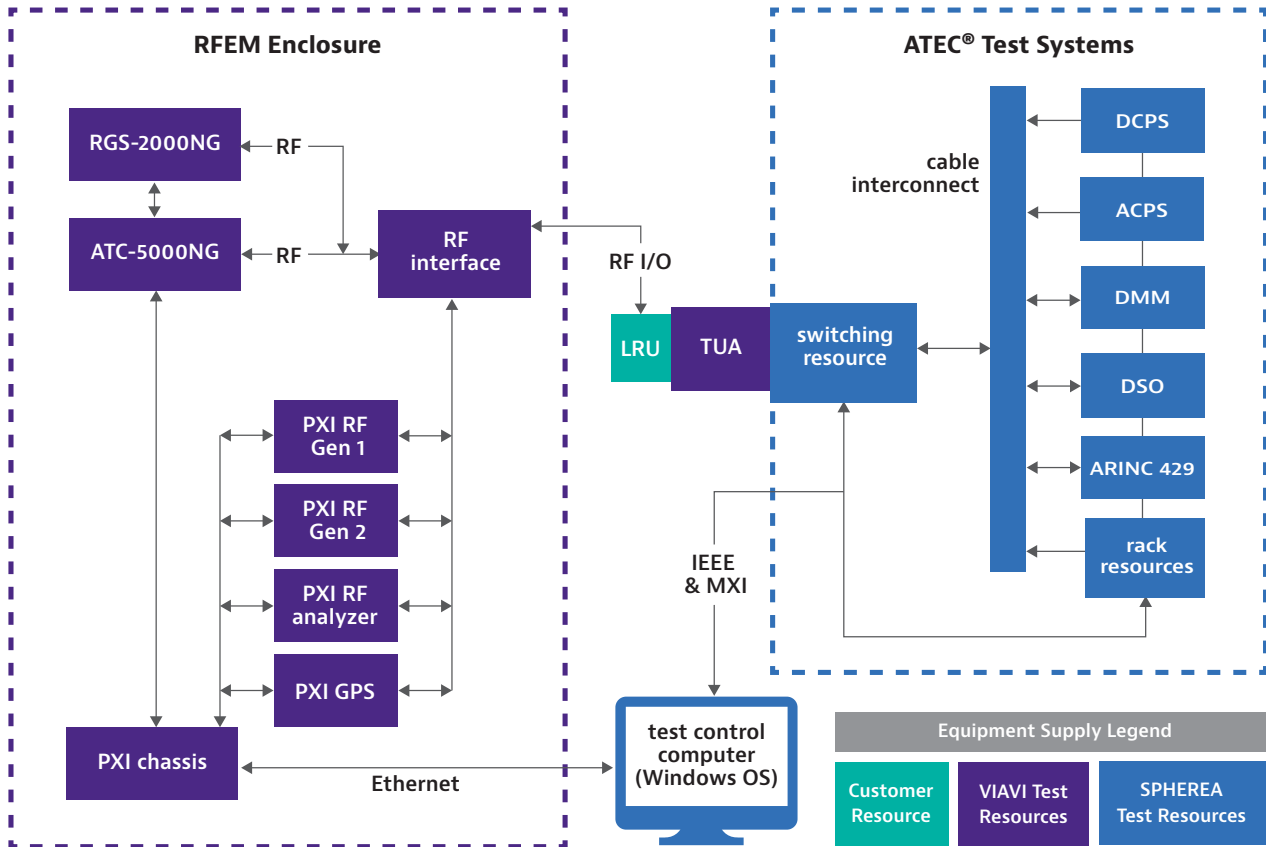 RFEM Enclosure
RGS-2000NG
RF
ATC-5000NG
RF
RF
interface
PXI RF
Gen 1
PXI RF
Gen 2
PXI RF
analyzer
PXI GPS
PXI chassis
Ethernet
RF I/O
LRU
TUA
ATEC® Test Systems
switching
resource
cable
interconnect
DCPS
ACPS
DMM
DSO
ARINC 429
rack
resources
IEEE
& MXI
test control
computer
(Windows OS)
Equipment Supply Legend
Customer
Resource
VIAVI Test
Resources
SPHEREA
Test Resources